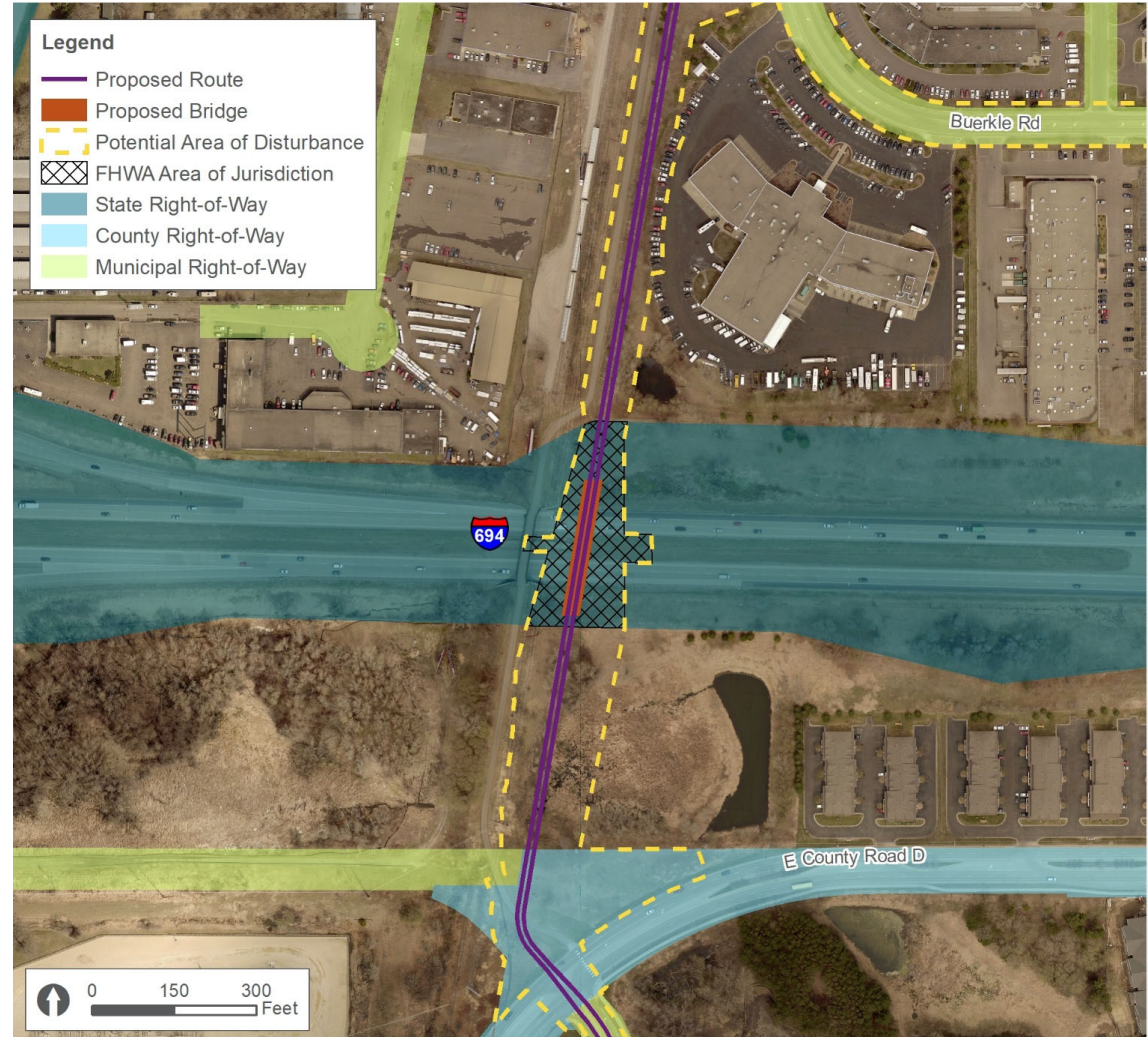 Legend
Proposed Route
Proposed Bridge
Potential Area of Disturbance
FHWA Area of Jurisdiction
State Right-of-Way
County Right-of-Way
Municipal Right-of-Way
Buerkle Rd
694
E County Road D
0 150 300
Feet